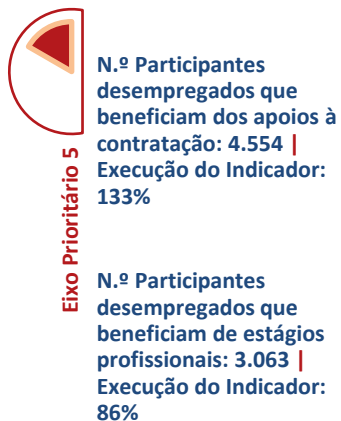 Eixo Prioritário 5
N.º Participantes
desempregados que
beneficiam dos apoios à
contratação: 4.554 |
Execução do Indicador:
133%
N.º Participantes
desempregados que
beneficiam de estágios
profissionais: 3.063 |
Execução do Indicador:
86%